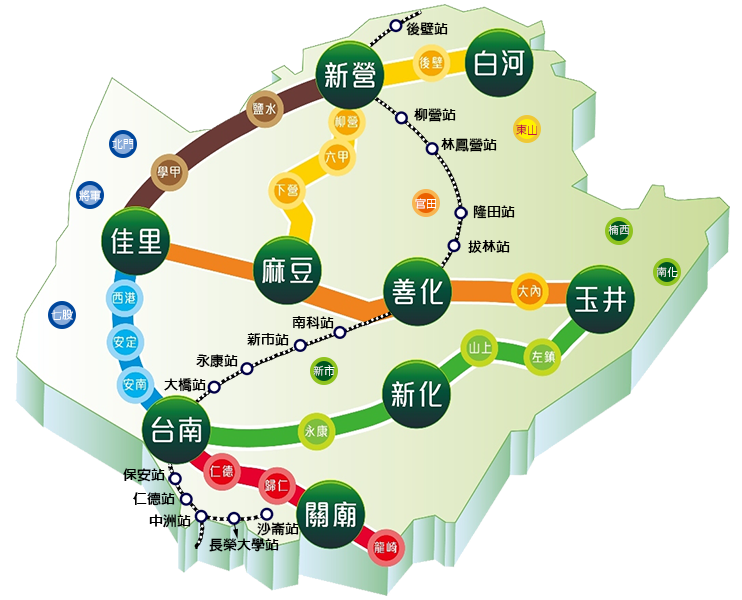 後壁站
新營
後壁
白河
鹽水
柳營
柳營站
東山
北門
林鳳營站
六甲
學甲
下營
將軍
官田
隆田站
楠西
佳里
拔林站
麻豆
南化
善化
大內
玉井
西港
七股
南科站
新市站
安定
山上
左鎮
永康站
新市
安南
大橋站
新化
台南
永康
保安站
仁德
歸仁
仁德站
關廟
中洲站
沙崙站
長榮大學站
龍崎